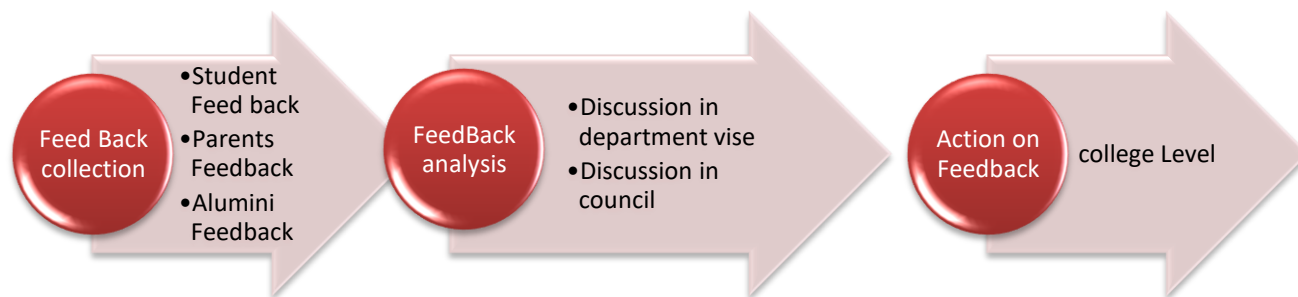 Feed Back
collection
•Student
Feed back
•Parents
Feedback
•Alumini
Feedback
FeedBack
analysis
•Discussion in
department vise
•Discussion in
council
Action on
Feedback
college Level